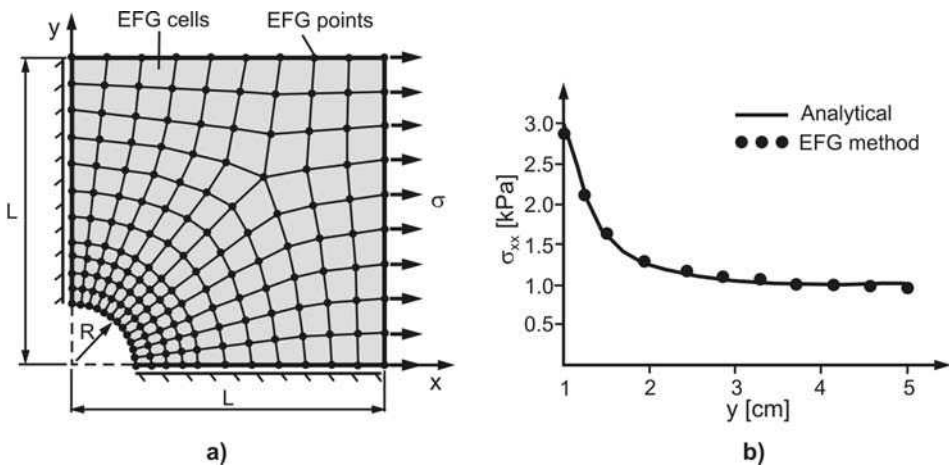 EFG cells
EFG points
y
L
σ
R
x
L
a)
Analytical
EFG method
σxx [kPa]
3.0
2.5
2.0
1.5
1.0
0.5
1 2 3 4 5
y [cm]
b)